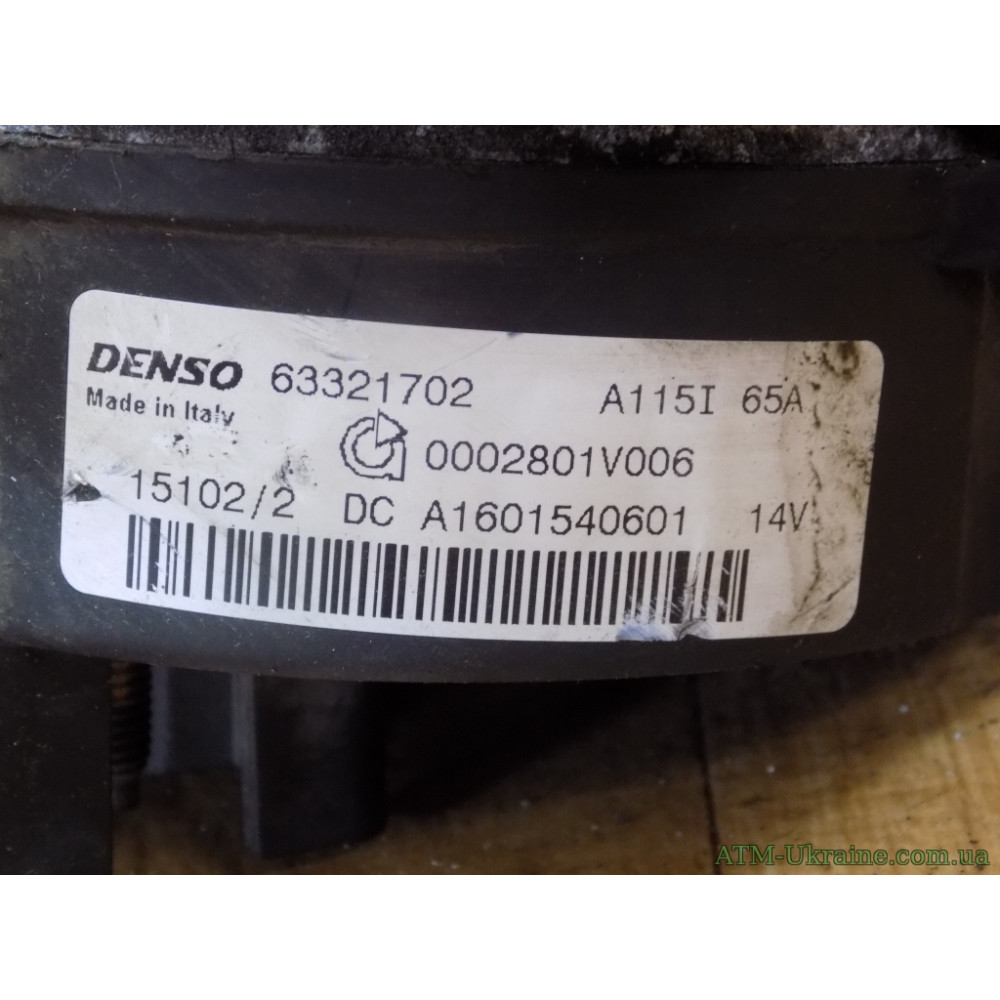 DENSO 63321702 A115I 65A
Made in Italy
0002801V006
15102/2 DC A1601540601 14V
ATM-Ukraine.com.ua